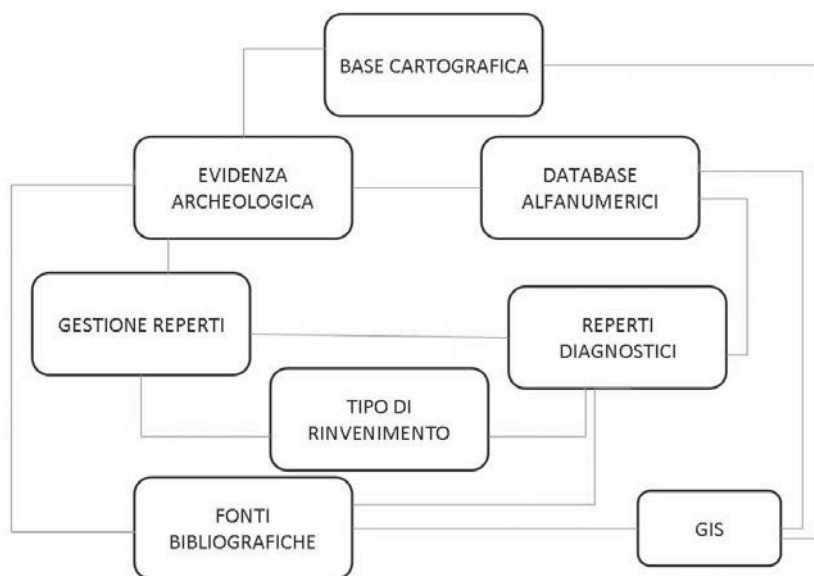 BASE CARTOGRAFICA
EVIDENZA
ARCHEOLOGICA
DATABASE
ALFANUMERICI
GESTIONE REPERTI
REPERTI
DIAGNOSTICI
TIPO DI
RINVENIMENTO
FONTI
BIBLIOGRAFICHE
GIS